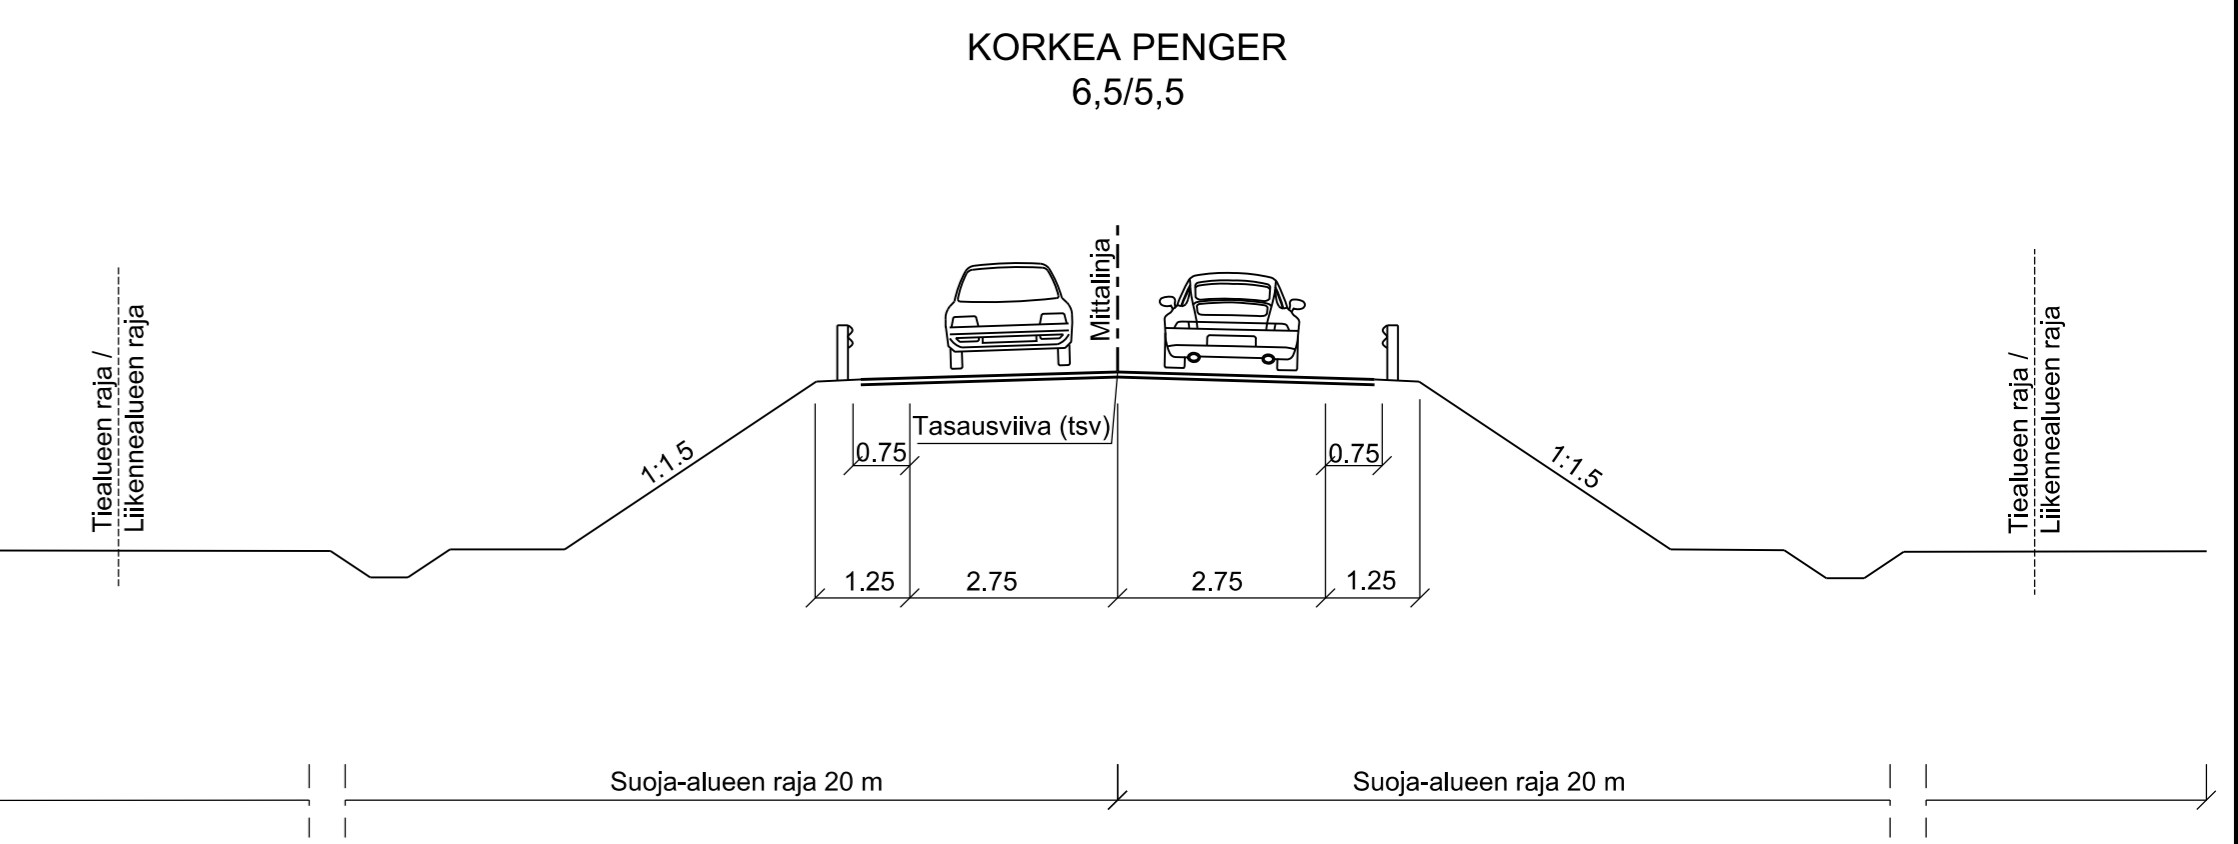 KORKEA PENGER
6,5/5,5
Tiealueen raja /
Liikennealueen raja
Mittalinja
Tiealueen raja /
Liikennealueen raja
1:1.5
Tasausviiva (tsv)
0.75
0.75
1:1.5
1.25
2.75
2.75
1.25
Suoja-alueen raja 20 m
Suoja-alueen raja 20 m